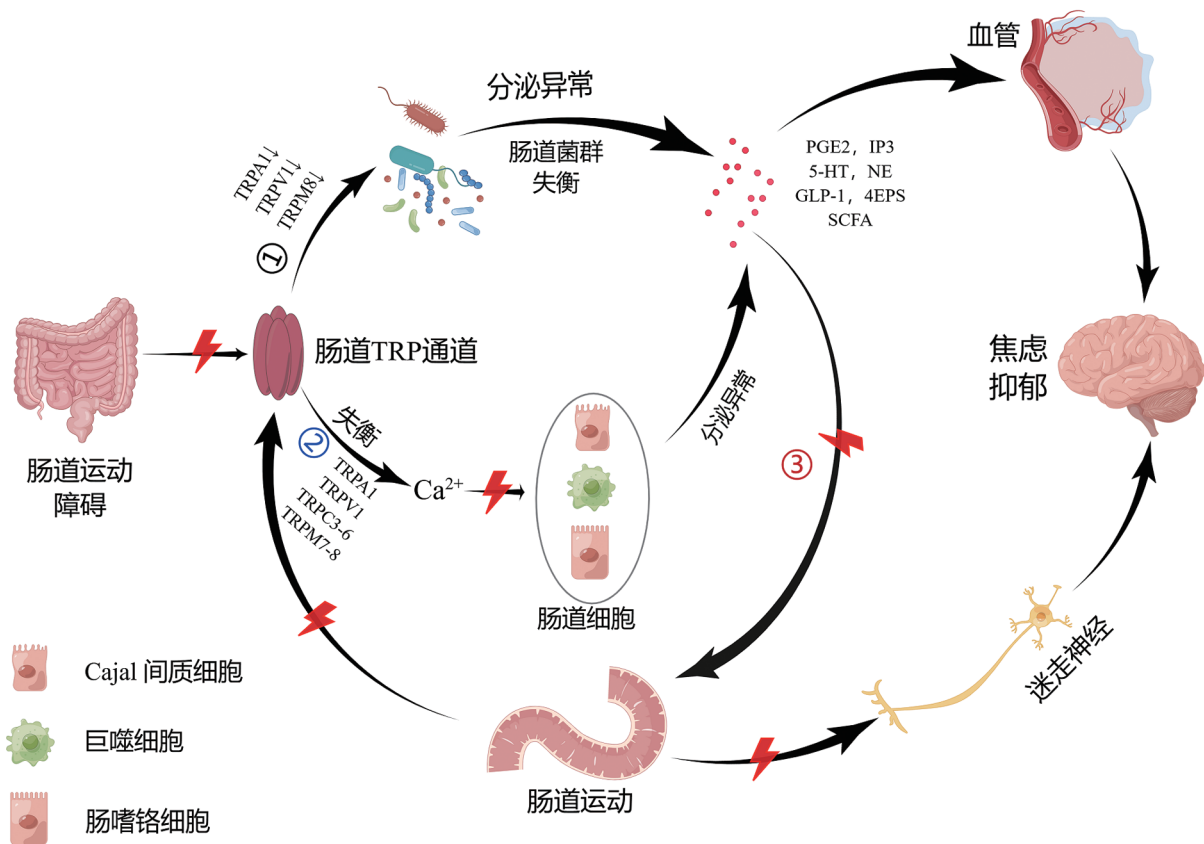 血管
分泌异常
肠道菌群
失衡
PGE2，IP3
5-HT，NE
GLP-1，4EPS
SCFA
TRPA1↓
TRPV1↓
TRPM8↓
①
肠道TRP通道
肠道运动
障碍
焦虑
抑郁
②
失衡
TRPA1
TRPV1
TRPC3-6
TRPM7-8
Ca²⁺
分泌异常
③
肠道细胞
迷走神经
肠道运动
Cajal 间质细胞
巨噬细胞
肠嗜铬细胞